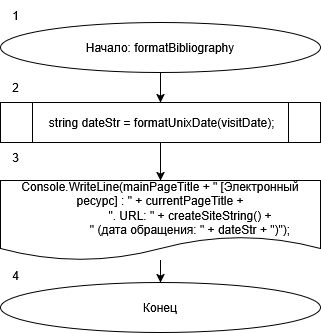 1
Начало: formatBibliography
2
string dateStr = formatUnixDate(visitDate);
3
Console.WriteLine(mainPageTitle + " [Электронный
ресурс] : " + currentPageTitle +
". URL: " + createSiteString() +
" (дата обращения: " + dateStr + ")");
4
Конец